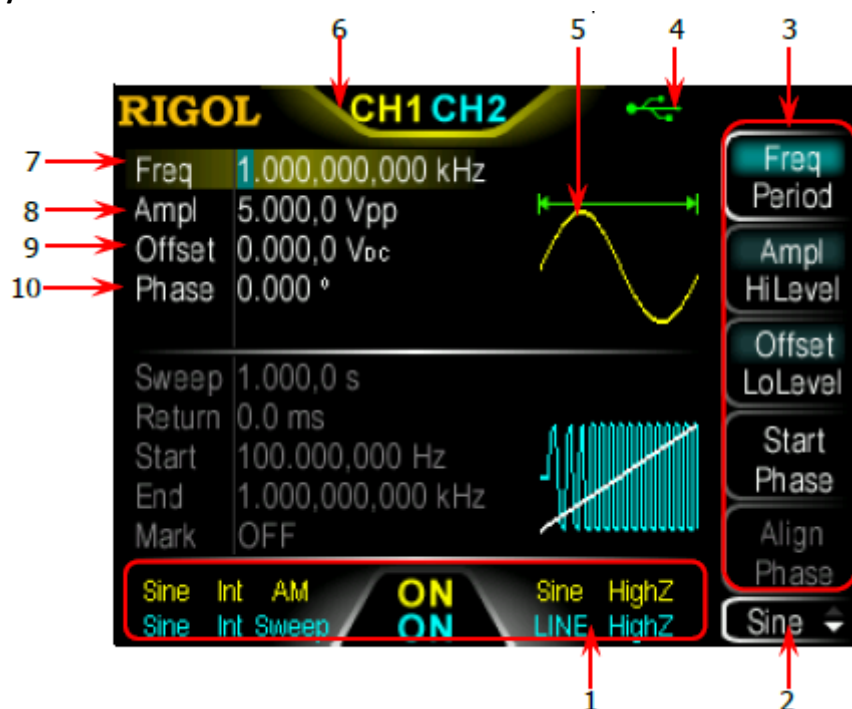 6 5 4 3
RIGOL CH1 CH2
7 Freq 1.000,000,000 kHz
8 Ampl 5.000,0 Vpp
9 Offset 0.000,0 VDC
10 Phase 0.000 °
Sweep 1.000,0 s
Return 0.0 ms
Start 100.000,000 Hz
End 1.000,000,000 kHz
Mark OFF
Sine Int AM ON Sine HighZ
Sine Int Sweep ON LINE HighZ
Freq
Period
Ampl
HiLevel
Offset
LoLevel
Start
Phase
Align
Phase
Sine
1 2